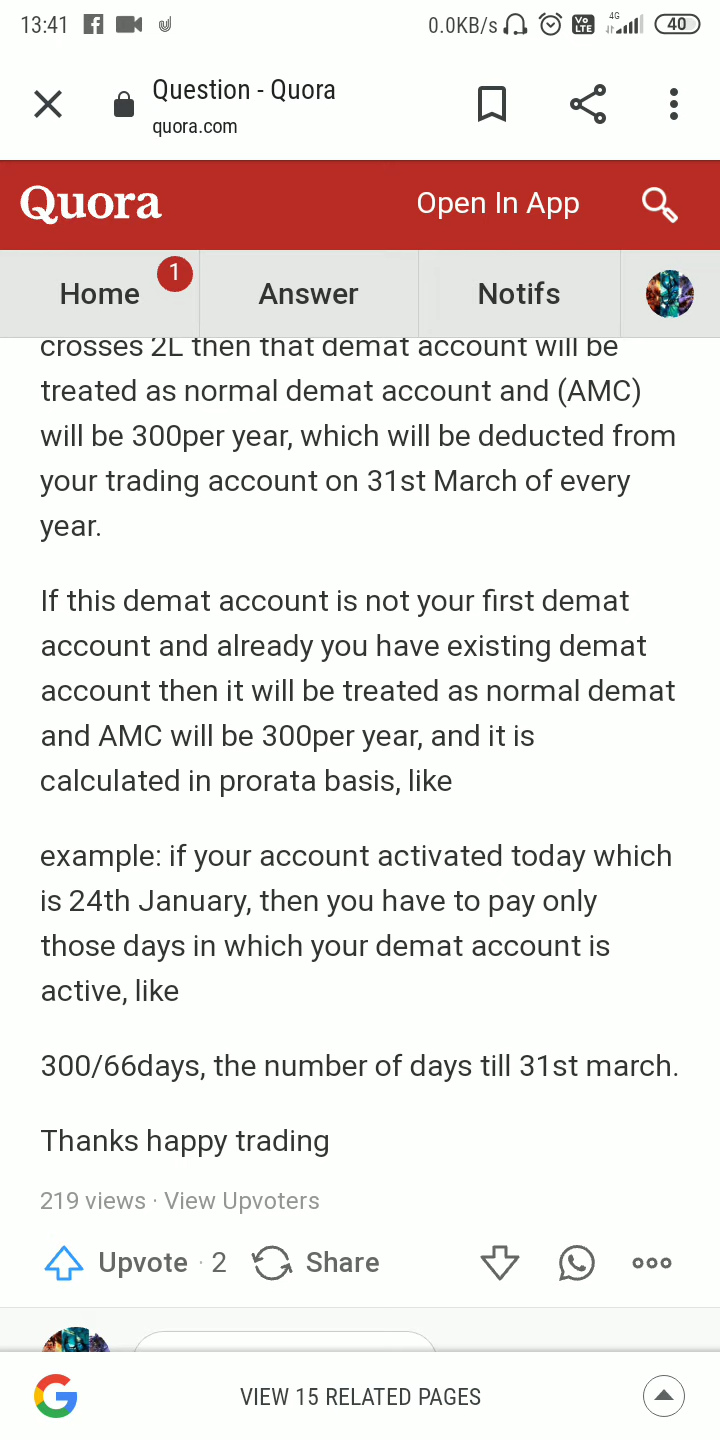 13:41
0.0KB/s
Vo LTE
4G
40
Question - Quora
quora.com
Quora
Open In App
Home
1
Answer
Notifs
crosses 2L then that demat account will be
treated as normal demat account and (AMC)
will be 300per year, which will be deducted from
your trading account on 31st March of every
year.
If this demat account is not your first demat
account and already you have existing demat
account then it will be treated as normal demat
and AMC will be 300per year, and it is
calculated in prorata basis, like
example: if your account activated today which
is 24th January, then you have to pay only
those days in which your demat account is
active, like
300/66days, the number of days till 31st march.
Thanks happy trading
219 views · View Upvoters
Upvote · 2
Share
VIEW 15 RELATED PAGES